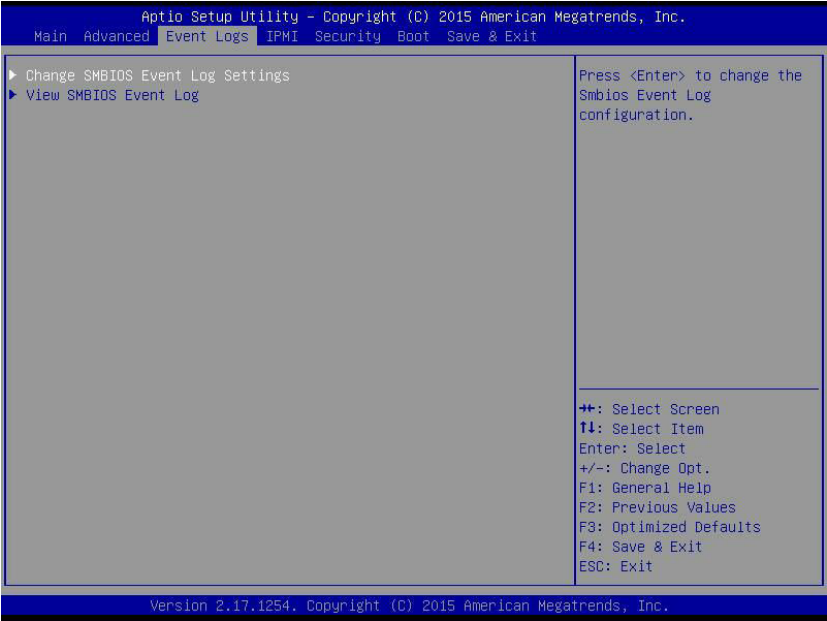 Aptio Setup Utility – Copyright (C) 2015 American Megatrends, Inc.
Main Advanced Event Logs IPMI Security Boot Save & Exit
▶ Change SMBIOS Event Log Settings
▶ View SMBIOS Event Log
Press <Enter> to change the
Smbios Event Log
configuration.
→←: Select Screen
↑↓: Select Item
Enter: Select
+/-: Change Opt.
F1: General Help
F2: Previous Values
F3: Optimized Defaults
F4: Save & Exit
ESC: Exit
Version 2.17.1254. Copyright (C) 2015 American Megatrends, Inc.